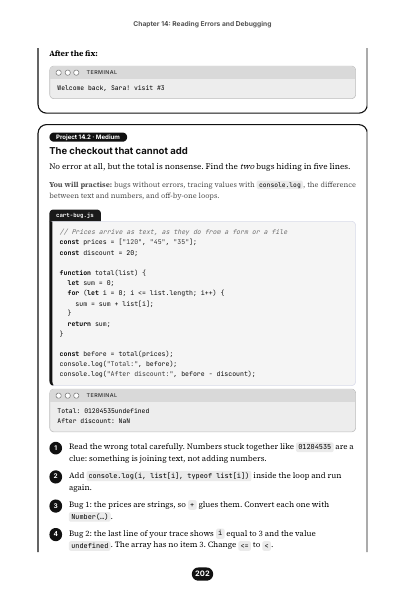 Chapter 14: Reading Errors and Debugging
After the fix:
TERMINAL
Welcome back, Sara! visit #3
Project 14.2 · Medium
The checkout that cannot add
No error at all, but the total is nonsense. Find the two bugs hiding in five lines.
You will practise: bugs without errors, tracing values with console.log, the difference
between text and numbers, and off-by-one loops.
cart-bug.js
// Prices arrive as text, as they do from a form or a file
const prices = ["120", "45", "35"];
const discount = 20;
function total(list) {
let sum = 0;
for (let i = 0; i <= list.length; i++) {
sum = sum + list[i];
}
return sum;
}
const before = total(prices);
console.log("Total:", before);
console.log("After discount:", before - discount);
TERMINAL
Total: 01204535undefined
After discount: NaN
1 Read the wrong total carefully. Numbers stuck together like 01204535 are a
clue: something is joining text, not adding numbers.
2 Add console.log(i, list[i], typeof list[i]) inside the loop and run
again.
3 Bug 1: the prices are strings, so + glues them. Convert each one with
Number(…).
4 Bug 2: the last line of your trace shows i equal to 3 and the value
undefined. The array has no item 3. Change <= to <.
202